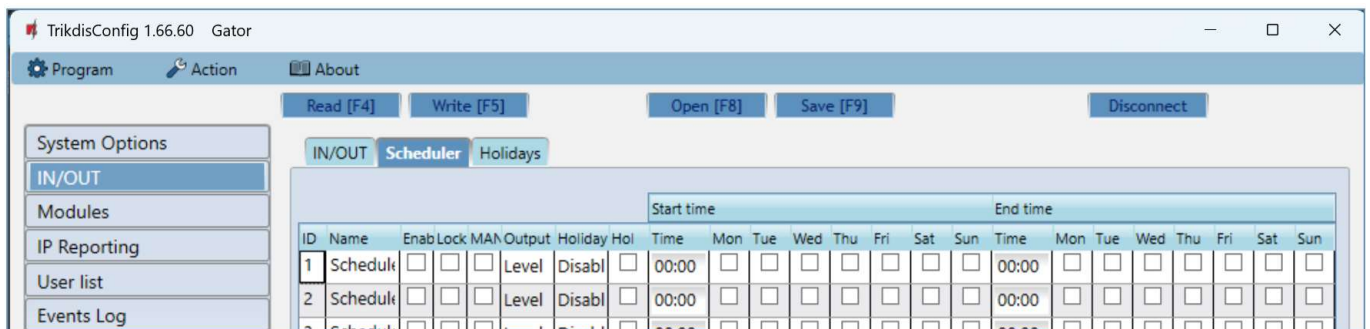 TrikdisConfig 1.66.60 Gator
Program Action About
Read [F4] Write [F5] Open [F8] Save [F9] Disconnect
System Options
IN/OUT
Modules
IP Reporting
User list
Events Log
IN/OUT Scheduler Holidays
Start time End time
ID Name Enab Lock MAN Output Holiday Hol Time Mon Tue Wed Thu Fri Sat Sun Time Mon Tue Wed Thu Fri Sat Sun
1 Schedule Level Disabl 00:00 00:00
2 Schedule Level Disabl 00:00 00:00